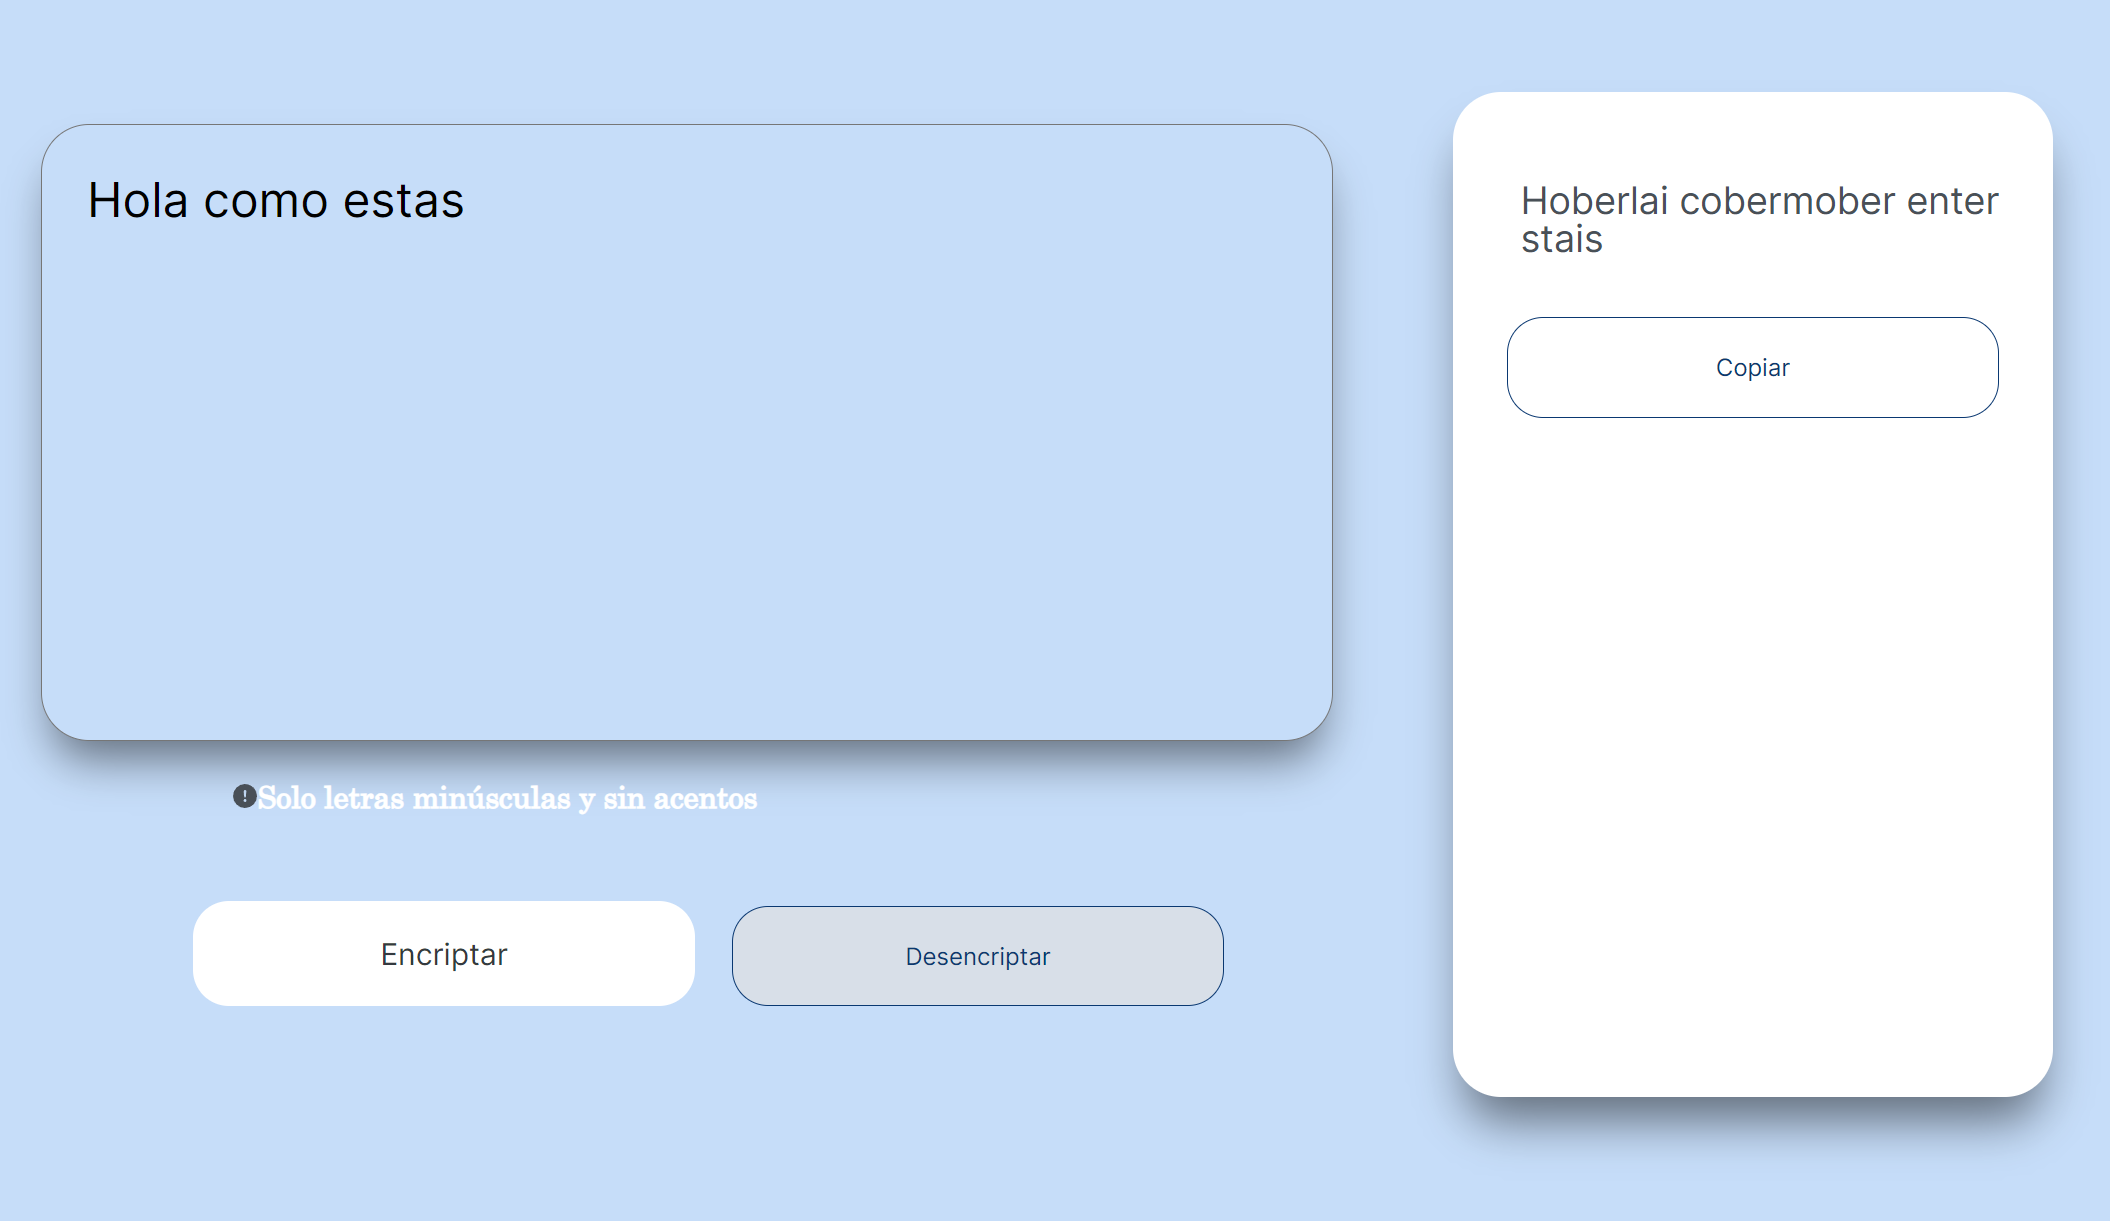 Hola como estas
Solo letras minúsculas y sin acentos
Encriptar
Desencriptar
Hoberlai cobermober enter
stais
Copiar